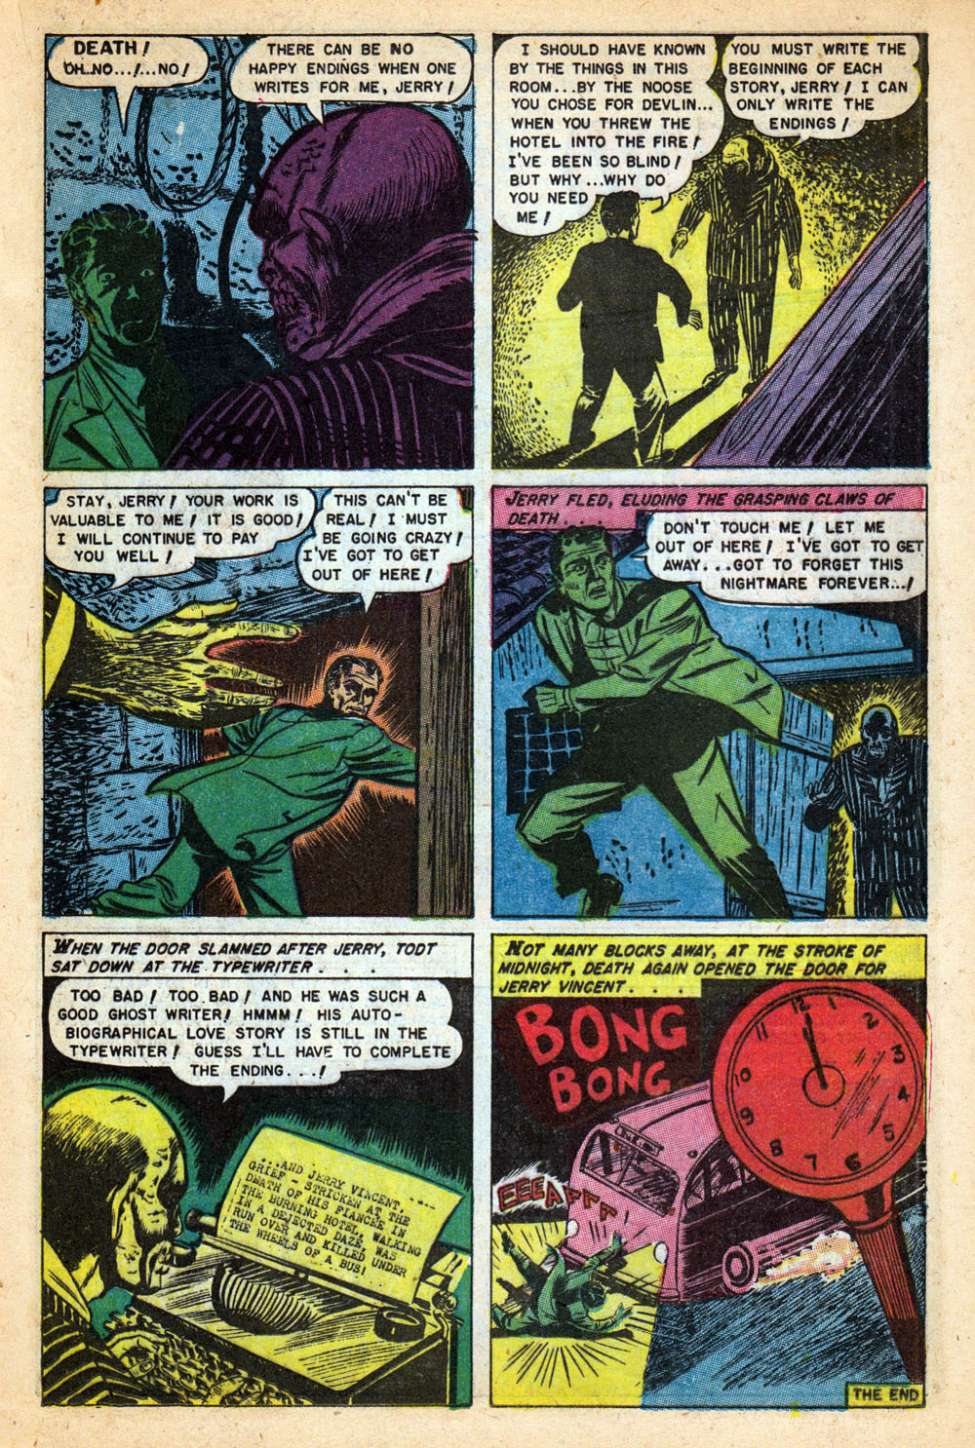 DEATH!
OH..NO...!...NO!
THERE CAN BE NO
HAPPY ENDINGS WHEN ONE
WRITES FOR ME, JERRY!
I SHOULD HAVE KNOWN
BY THE THINGS IN THIS
ROOM...BY THE NOOSE
YOU CHOSE FOR DEVLIN...
WHEN YOU THREW THE
HOTEL INTO THE FIRE!
I'VE BEEN SO BLIND!
BUT WHY...WHY DO
YOU NEED
ME!
YOU MUST WRITE THE
BEGINNING OF EACH
STORY, JERRY! I CAN
ONLY WRITE THE
ENDINGS!
STAY, JERRY! YOUR WORK IS
VALUABLE TO ME! IT IS GOOD!
I WILL CONTINUE TO PAY
YOU WELL!
THIS CAN'T BE
REAL! I MUST
BE GOING CRAZY!
I'VE GOT TO GET
OUT OF HERE!
JERRY FLED, ELUDING THE GRASPING CLAWS OF
DEATH . . .
DON'T TOUCH ME! LET ME
OUT OF HERE! I'VE GOT TO GET
AWAY...GOT TO FORGET THIS
NIGHTMARE FOREVER...!
WHEN THE DOOR SLAMMED AFTER JERRY, TODT
SAT DOWN AT THE TYPEWRITER . . .
TOO BAD! TOO BAD! AND HE WAS SUCH A
GOOD GHOST WRITER! HMMM! HIS AUTO-
BIOGRAPHICAL LOVE STORY IS STILL IN THE
TYPEWRITER! GUESS I'LL HAVE TO COMPLETE
THE ENDING...!
...AND JERRY VINCENT,
GRIEF-STRICKEN AT THE
DEATH OF HIS FIANCEE IN
THE BURNING HOTEL, WALKING
IN A DEJECTED DAZE, WAS
RUN OVER AND KILLED UNDER
THE WHEELS OF A BUS!
NOT MANY BLOCKS AWAY, AT THE STROKE OF
MIDNIGHT, DEATH AGAIN OPENED THE DOOR FOR
JERRY VINCENT . . .
BONG
BONG
12
11
1
2
10
3
9
4
8
5
7
6
THE END